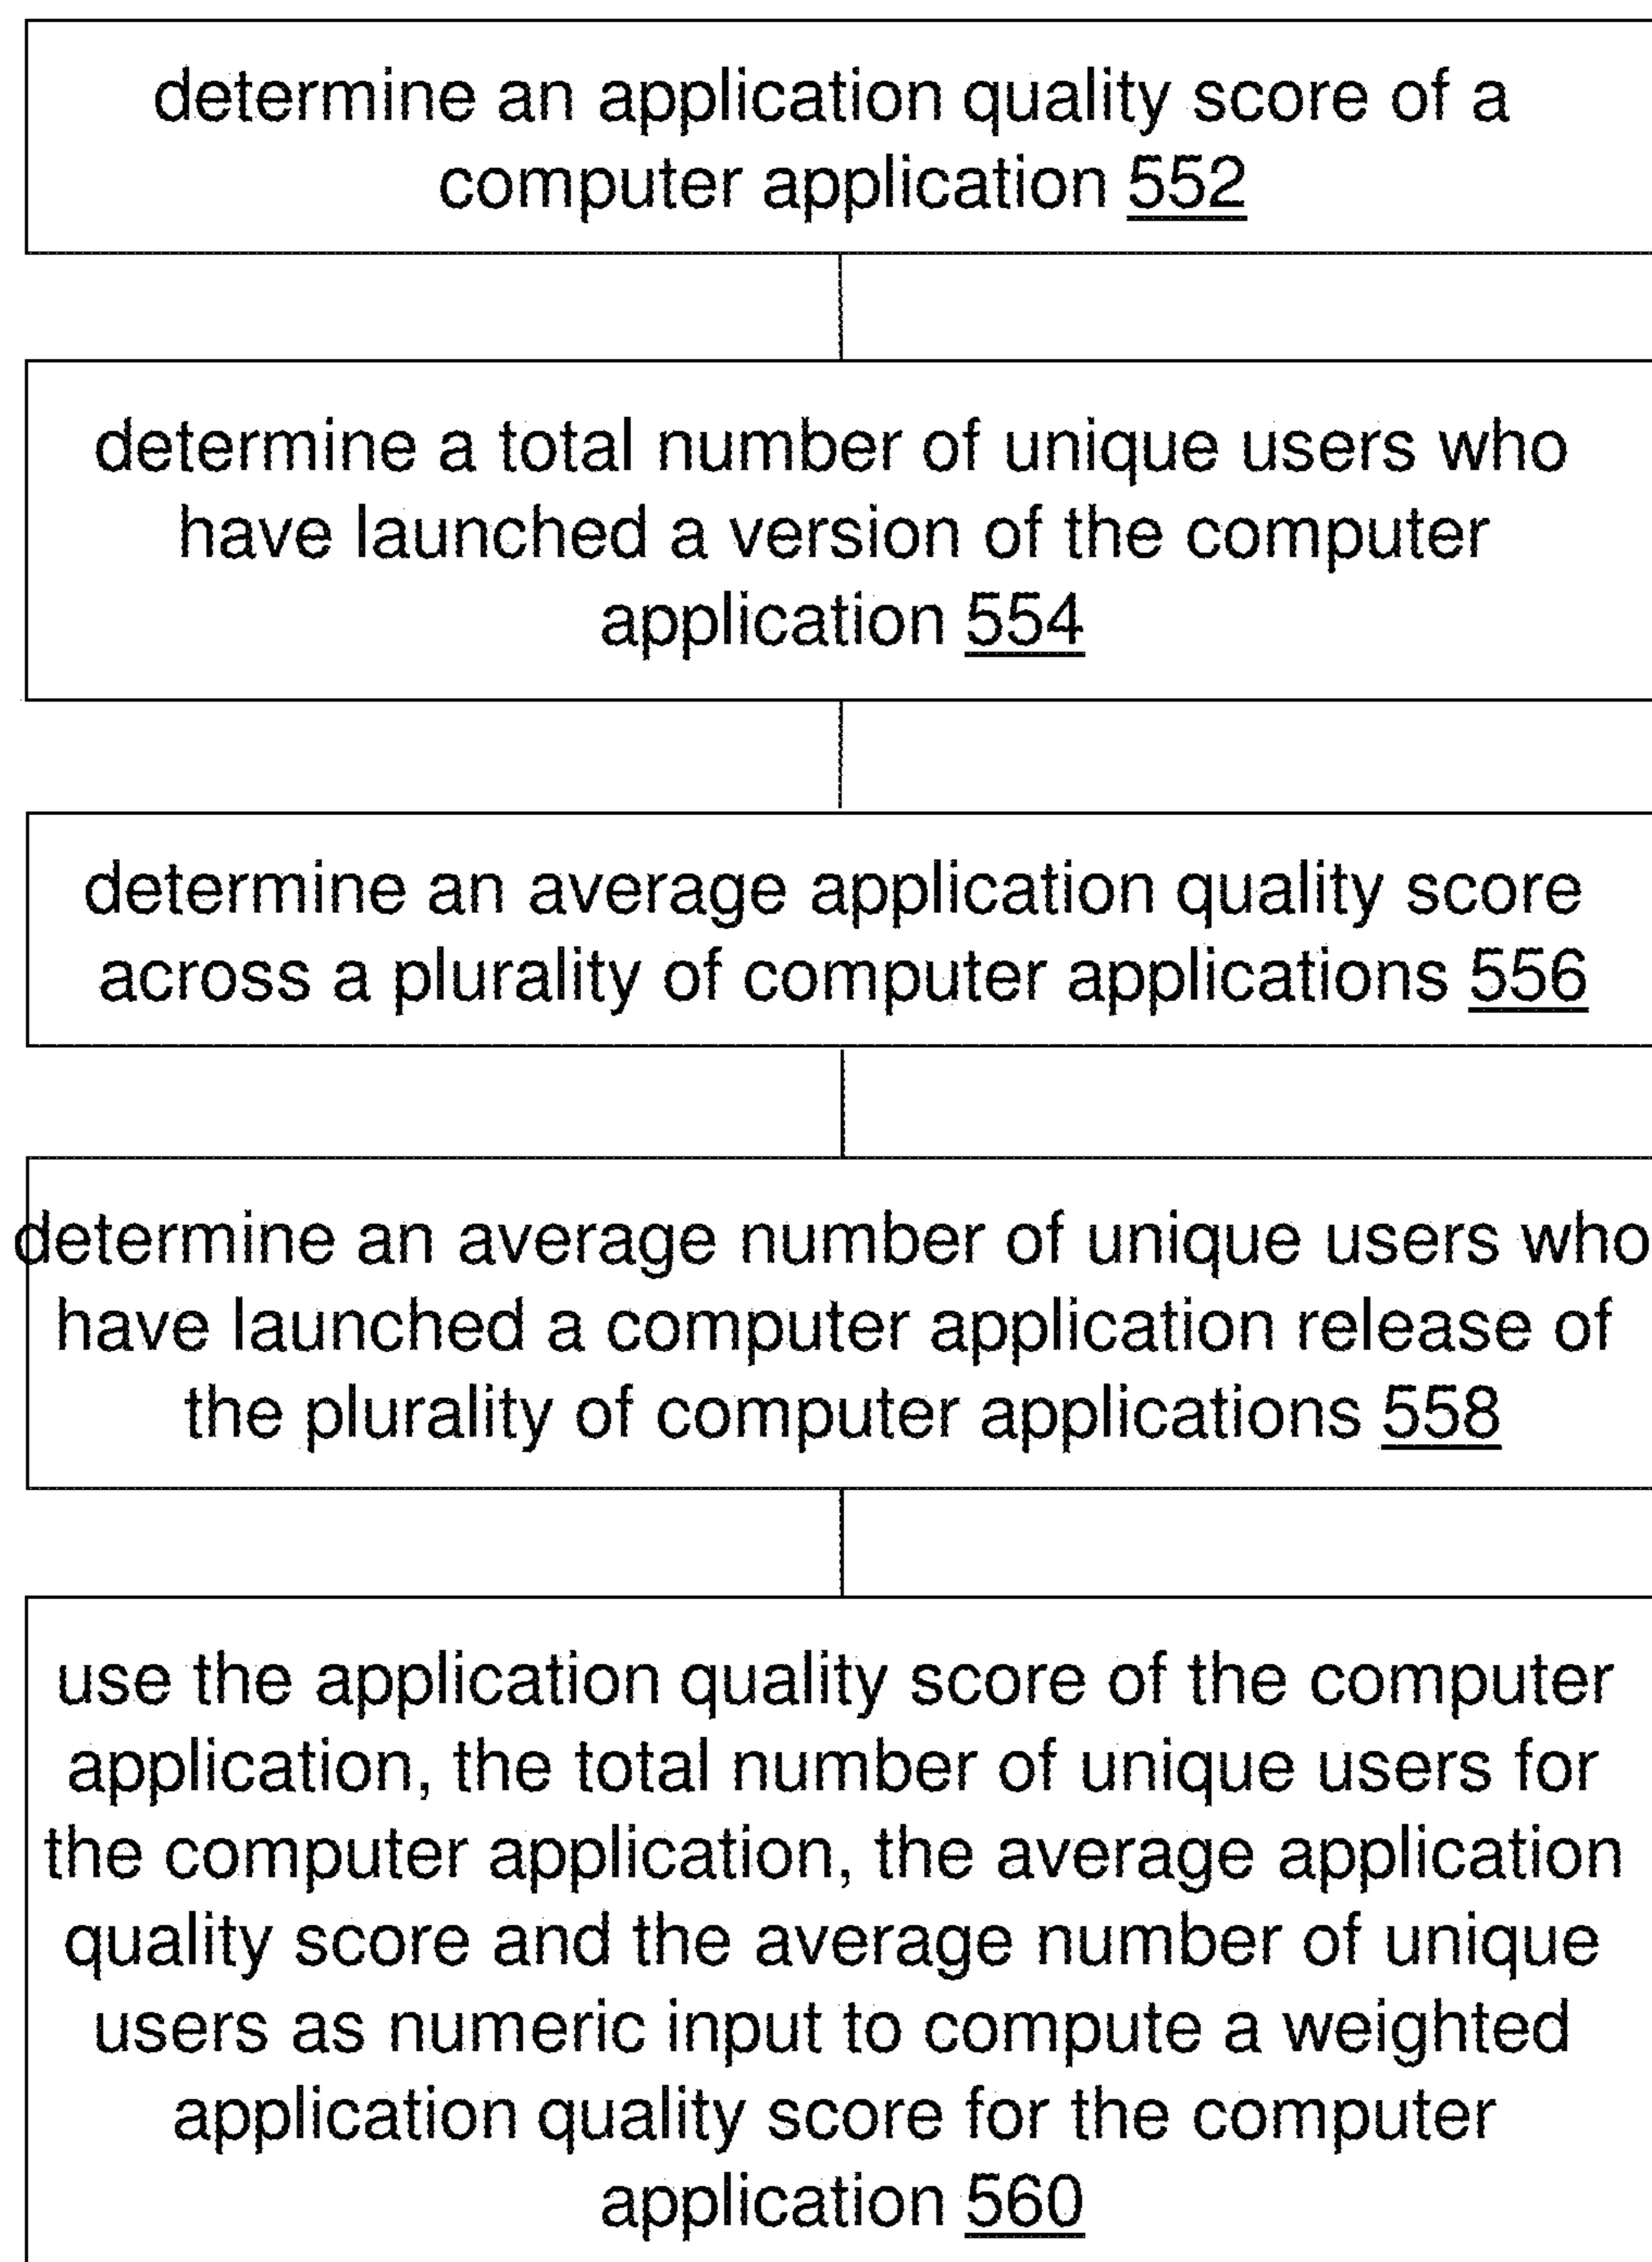 determine an application quality score of a
computer application 552
determine a total number of unique users who
have launched a version of the computer
application 554
determine an average application quality score
across a plurality of computer applications 556
determine an average number of unique users who
have launched a computer application release of
the plurality of computer applications 558
use the application quality score of the computer
application, the total number of unique users for
the computer application, the average application
quality score and the average number of unique
users as numeric input to compute a weighted
application quality score for the computer
application 560